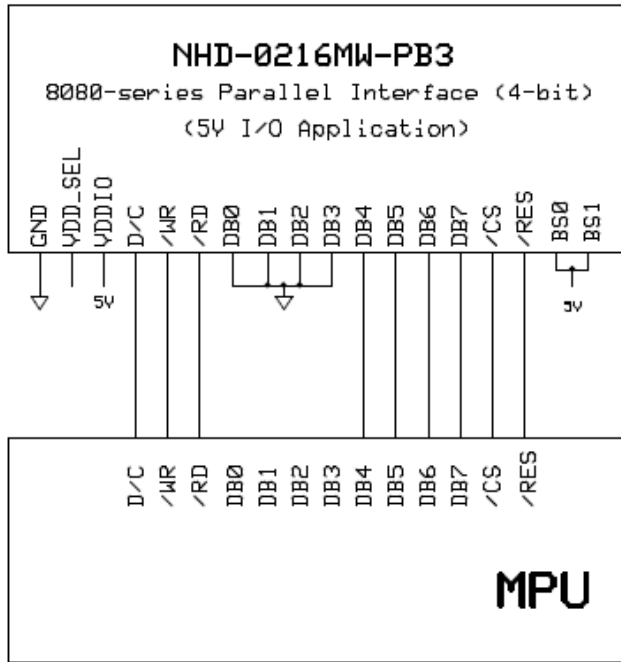 NHD-0216MW-PB3
8080-series Parallel Interface (4-bit)
(5V I/O Application)
GND VDD_SEL VDDIO D/C /WR /RD DB0 DB1 DB2 DB3 DB4 DB5 DB6 DB7 /CS /RES BS0 BS1
5V
D/C /WR /RD DB0 DB1 DB2 DB3 DB4 DB5 DB6 DB7 /CS /RES
MPU